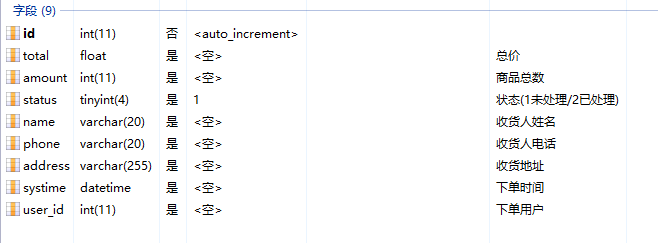 字段 (9)
id int(11) 否 <auto_increment>
total float 是 <空> 总价
amount int(11) 是 <空> 商品总数
status tinyint(4) 是 1 状态(1未处理/2已处理)
name varchar(20) 是 <空> 收货人姓名
phone varchar(20) 是 <空> 收货人电话
address varchar(255) 是 <空> 收货地址
systime datetime 是 <空> 下单时间
user_id int(11) 是 <空> 下单用户